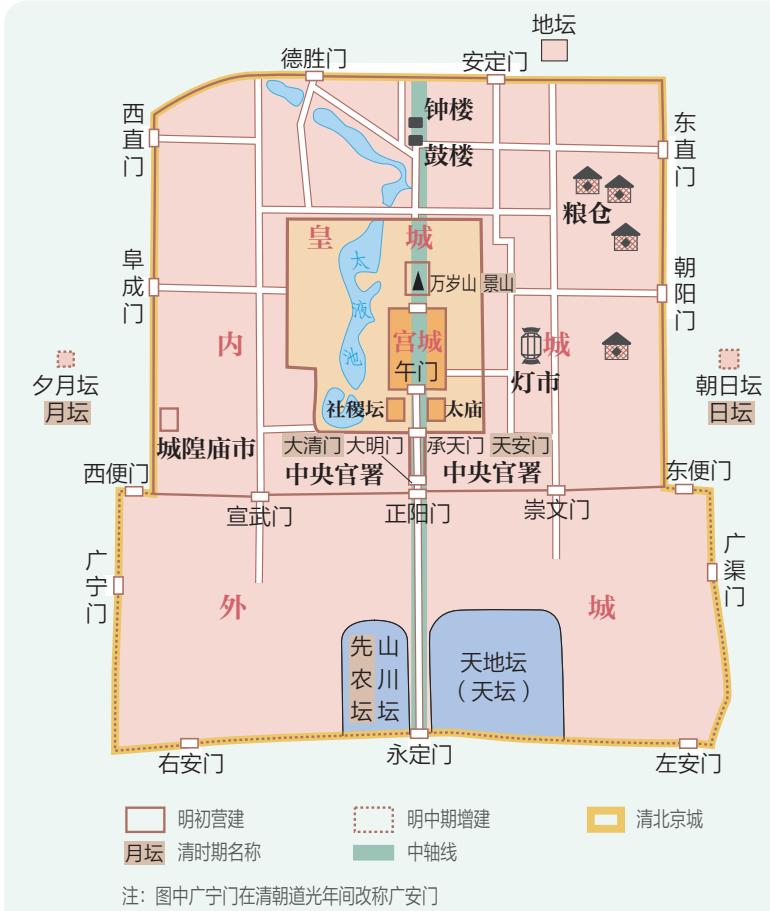 地坛
德胜门
安定门
西直门
钟楼
鼓楼
东直门
粮仓
皇城
太液池
万岁山 景山
阜成门
朝阳门
内城
宫城
午门
灯市
夕月坛
月坛
朝日坛
日坛
社稷坛
太庙
城隍庙市
大清门 大明门 承天门 天安门
中央官署 中央官署
西便门
东便门
宣武门
正阳门
崇文门
广宁门
广渠门
外城
先农坛
山川坛
天地坛
（天坛）
右安门
永定门
左安门
明初营建
明中期增建
清北京城
月坛 清时期名称
中轴线
注：图中广宁门在清朝道光年间改称广安门